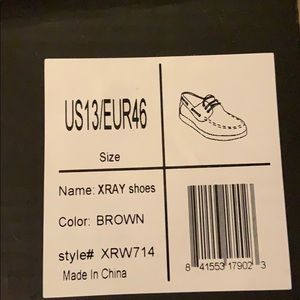 US13/EUR46
Size
Name: XRAY shoes
Color: BROWN
style# XRW714
Made In China
8 41553 17902 3